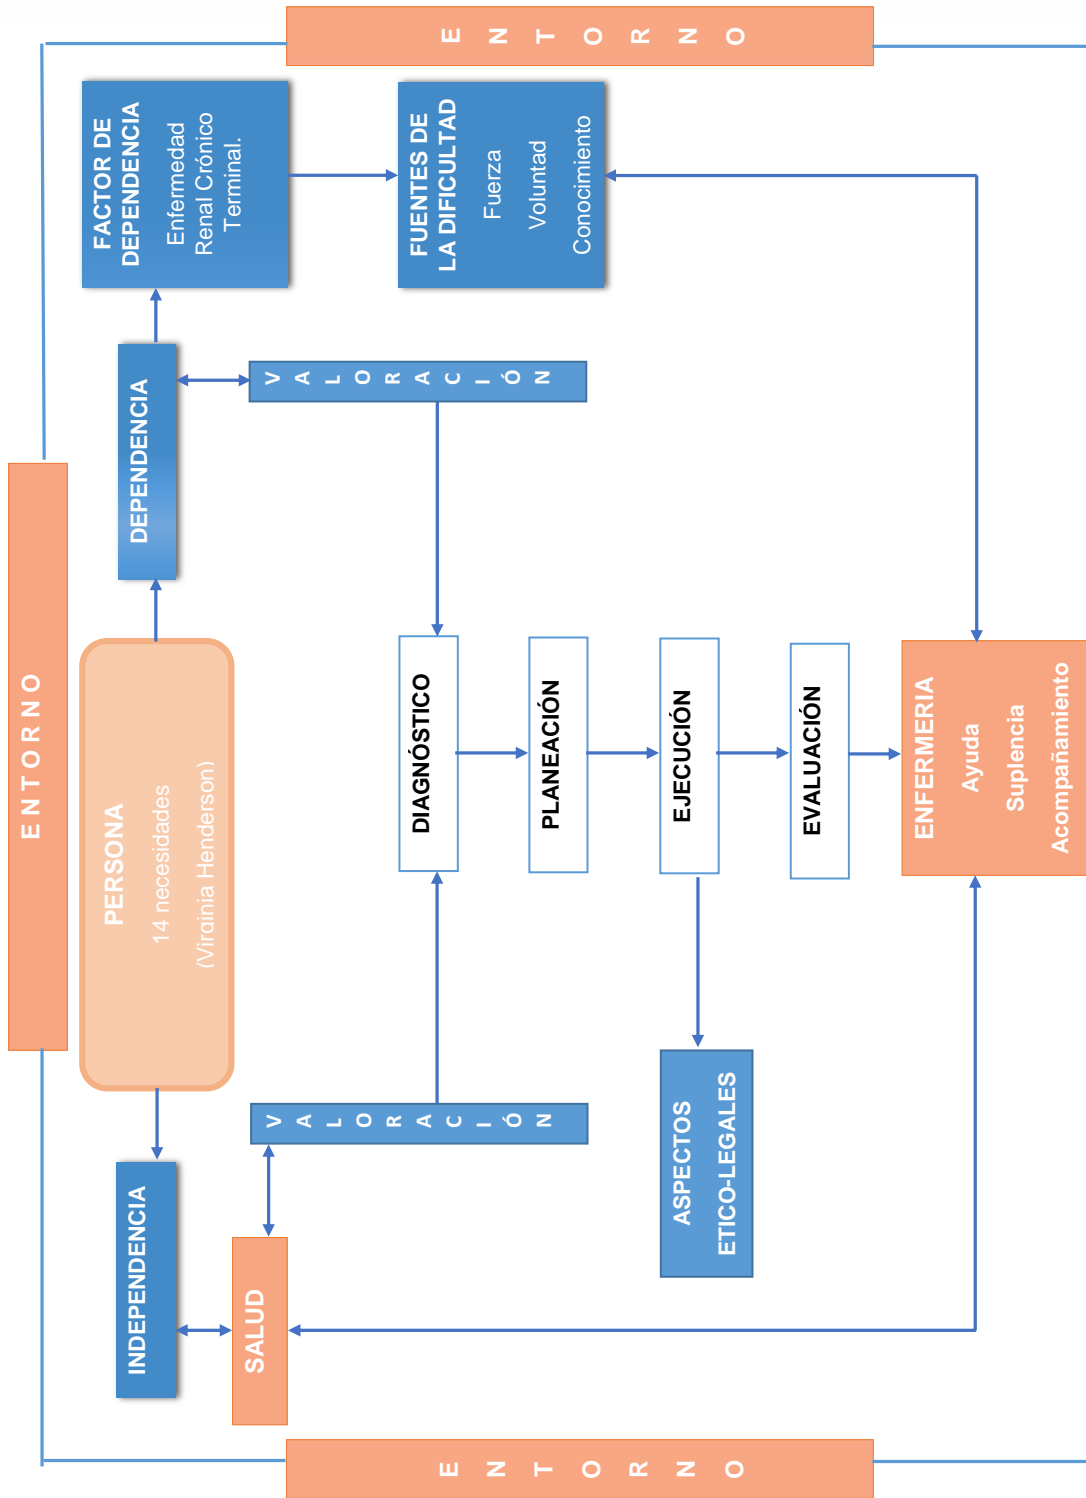 E N T O R N O
PERSONA
14 necesidades
(Virginia Henderson)
INDEPENDENCIA
DEPENDENCIA
FACTOR DE
DEPENDENCIA
Enfermedad
Renal Crónico
Terminal.
SALUD
V A L O R A C I Ó N
V A L O R A C I Ó N
FUENTES DE
LA DIFICULTAD
Fuerza
Voluntad
Conocimiento
DIAGNÓSTICO
PLANEACIÓN
EJECUCIÓN
ASPECTOS
ETICO-LEGALES
EVALUACIÓN
ENFERMERIA
Ayuda
Suplencia
Acompañamiento
E N T O R N O
E N T O R N O